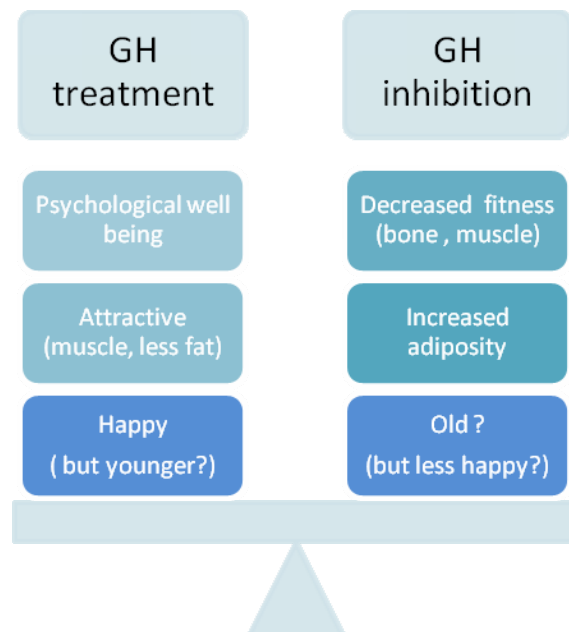 GH
treatment
GH
inhibition
Psychological well
being
Decreased fitness
(bone , muscle)
Attractive
(muscle, less fat)
Increased
adiposity
Happy
( but younger?)
Old ?
(but less happy?)